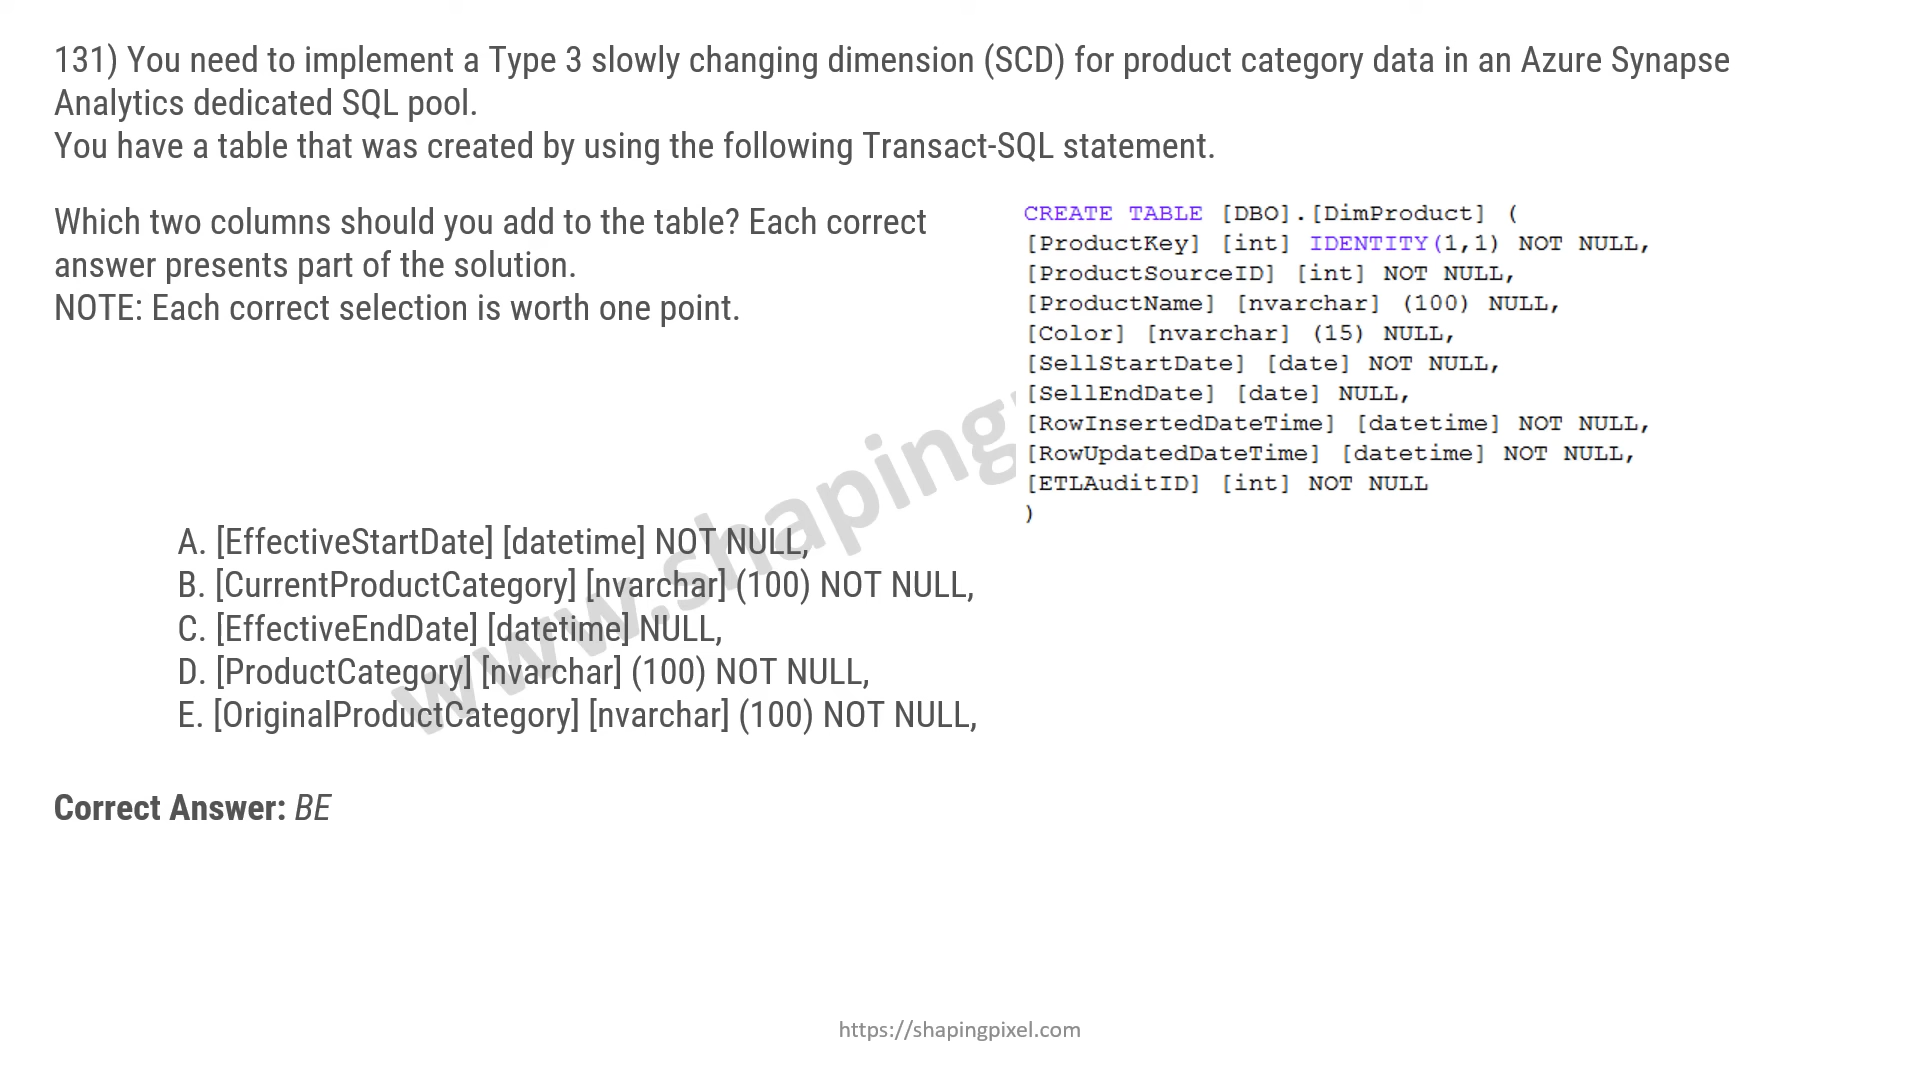 131) You need to implement a Type 3 slowly changing dimension (SCD) for product category data in an Azure Synapse
Analytics dedicated SQL pool.
You have a table that was created by using the following Transact-SQL statement.
Which two columns should you add to the table? Each correct
answer presents part of the solution.
NOTE: Each correct selection is worth one point.
CREATE TABLE [DBO].[DimProduct] (
[ProductKey] [int] IDENTITY(1,1) NOT NULL,
[ProductSourceID] [int] NOT NULL,
[ProductName] [nvarchar] (100) NULL,
[Color] [nvarchar] (15) NULL,
[SellStartDate] [date] NOT NULL,
[SellEndDate] [date] NULL,
[RowInsertedDateTime] [datetime] NOT NULL,
[RowUpdatedDateTime] [datetime] NOT NULL,
[ETLAuditID] [int] NOT NULL
)
www.shaping
A. [EffectiveStartDate] [datetime] NOT NULL,
B. [CurrentProductCategory] [nvarchar] (100) NOT NULL,
C. [EffectiveEndDate] [datetime] NULL,
D. [ProductCategory] [nvarchar] (100) NOT NULL,
E. [OriginalProductCategory] [nvarchar] (100) NOT NULL,
Correct Answer: BE
https://shapingpixel.com